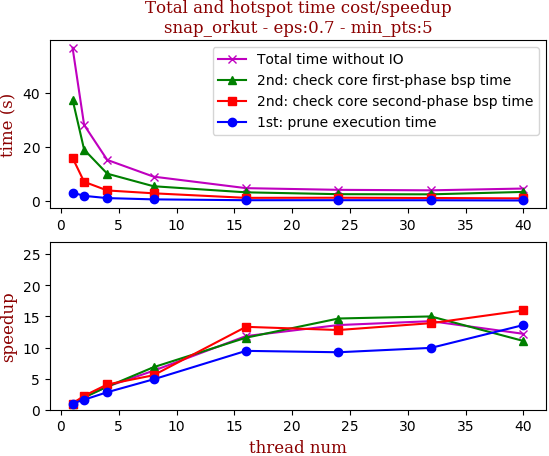 Total and hotspot time cost/speedup
snap_orkut - eps:0.7 - min_pts:5
time (s)
40
20
0
Total time without IO
2nd: check core first-phase bsp time
2nd: check core second-phase bsp time
1st: prune execution time
0 5 10 15 20 25 30 35 40
speedup
25
20
15
10
5
0
0 5 10 15 20 25 30 35 40
thread num